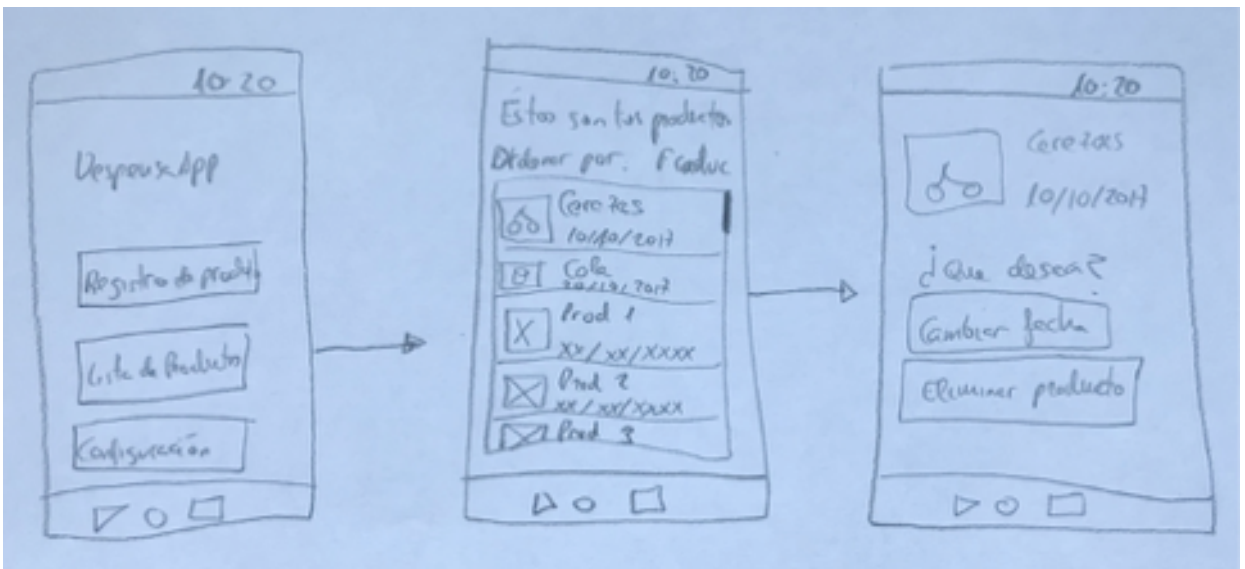 10:20
DespensApp
Registro de produc
Lista de Productos
Configuración
10:20
Estos son tus productos
Ordenar por: F caduc
Cerezas
10/10/2017
Cola
Prod 1
XX/XX/XXXX
Prod 2
XX/XX/XXXX
Prod 3
10:20
Cerezas
10/10/2017
¿Que desea?
Cambiar fecha
Eliminar producto